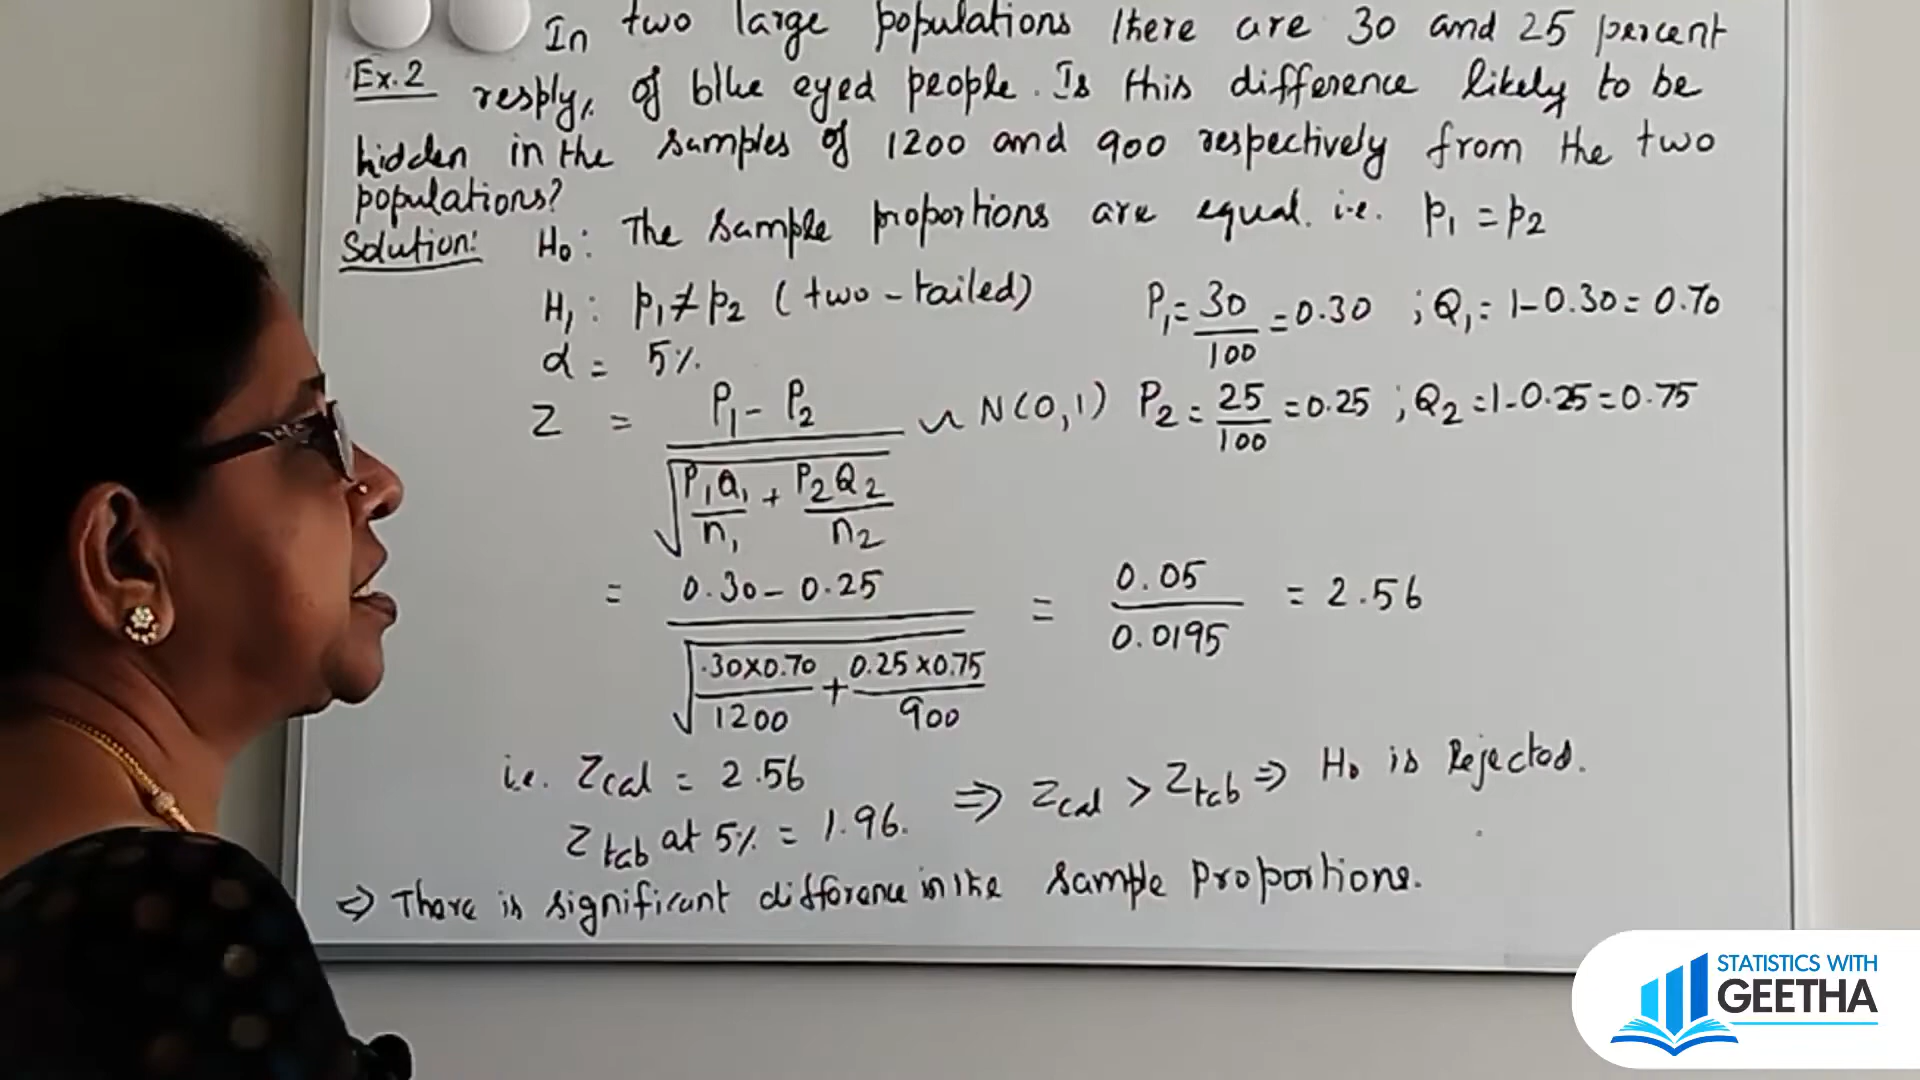 In two large populations there are 30 and 25 percent
Ex.2 resply, of blue eyed people. Is this difference likely to be
hidden in the samples of 1200 and 900 respectively from the two
populations?
Solution: H₀: The sample proportions are equal. i.e. p₁ = p₂
H₁: p₁ ≠ p₂ (two-tailed)
P₁ = 30/100 = 0.30 ; Q₁ = 1-0.30 = 0.70
α = 5%.
Z = (P₁ - P₂) / √(P₁Q₁/n₁ + P₂Q₂/n₂) ~ N(0,1)
P₂ = 25/100 = 0.25 ; Q₂ = 1-0.25 = 0.75
= (0.30 - 0.25) / √(.30×0.70/1200 + 0.25×0.75/900) = 0.05/0.0195 = 2.56
i.e. Zcal = 2.56
Ztab at 5% = 1.96. ⇒ Zcal > Ztab ⇒ H₀ is Rejected.
⇒ There is significant difference in the sample Proportions.
STATISTICS WITH
GEETHA